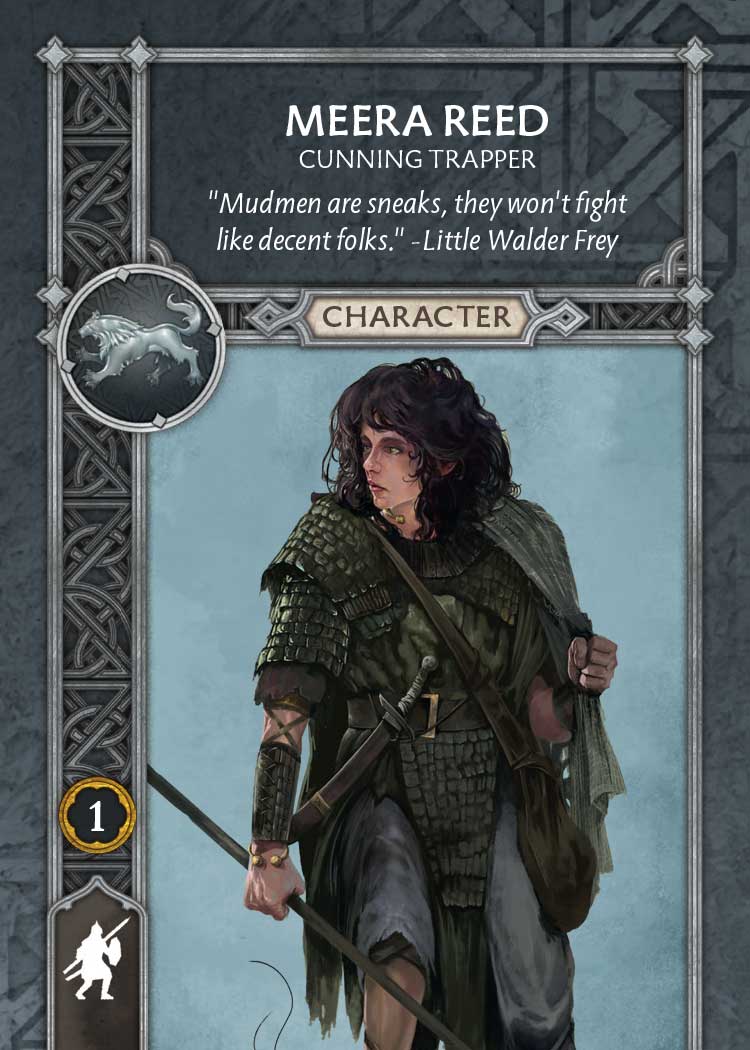 MEERA REED
CUNNING TRAPPER
"Mudmen are sneaks, they won't fight
like decent folks." -Little Walder Frey
CHARACTER
1